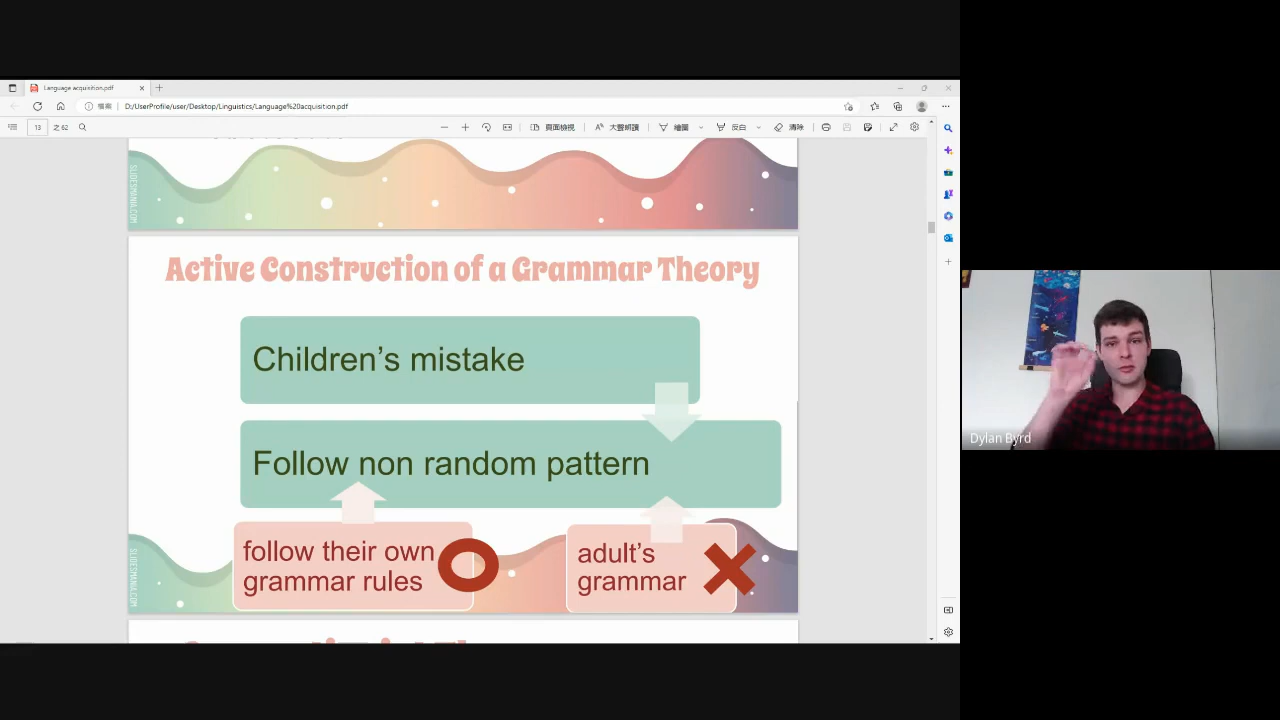 Language acquisition.pdf
檔案
D:/UserProfile/user/Desktop/Linguistics/Language%20acquisition.pdf
13
之 62
頁面檢視
大聲朗讀
繪圖
反白
清除
SLIDESMANIA.COM
Active Construction of a Grammar Theory
Children's mistake
Follow non random pattern
follow their own
grammar rules
adult's
grammar
SLIDESMANIA.COM
Dylan Byrd